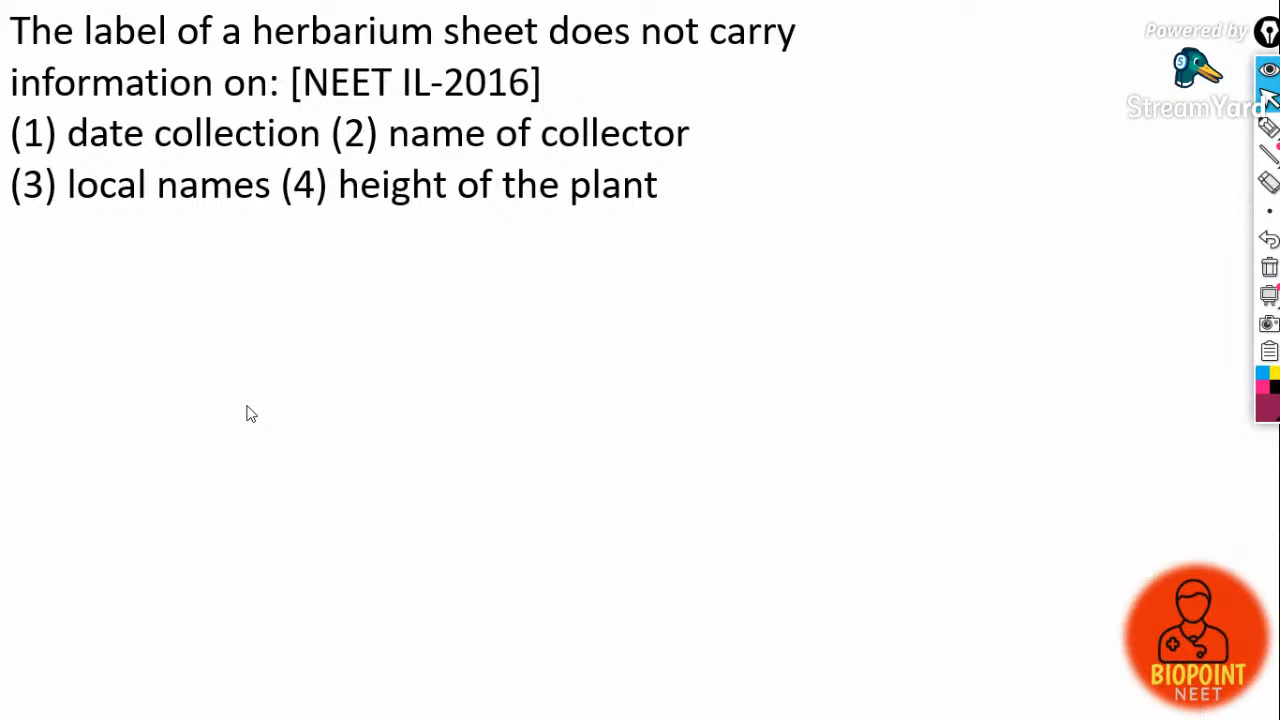 The label of a herbarium sheet does not carry
information on: [NEET IL-2016]
(1) date collection (2) name of collector
(3) local names (4) height of the plant
Powered by
S
StreamYard
BIOPOINT
NEET